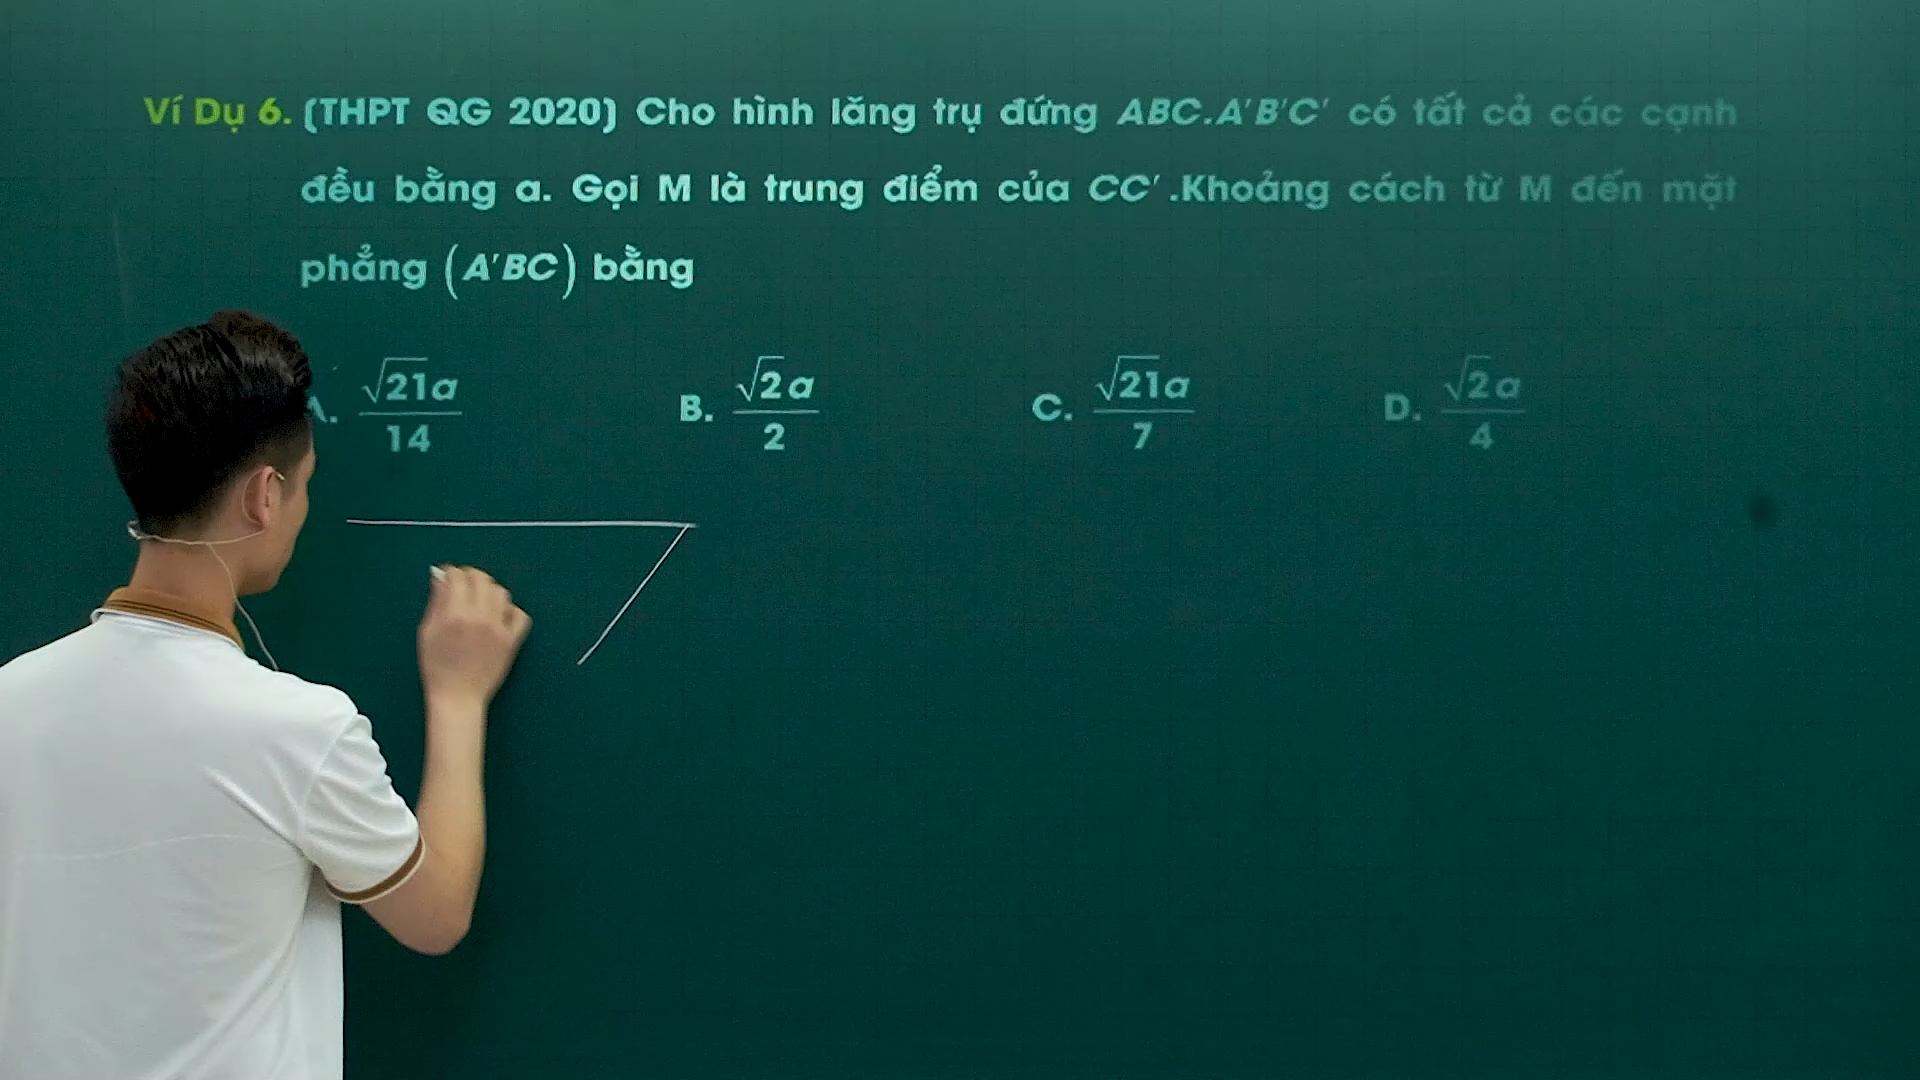 Ví Dụ 6. (THPT QG 2020) Cho hình lăng trụ đứng ABC.A'B'C' có tất cả các cạnh
đều bằng a. Gọi M là trung điểm của CC'.Khoảng cách từ M đến mặt
phẳng (A'BC) bằng
A. √21a/14 B. √2a/2 C. √21a/7 D. √2a/4